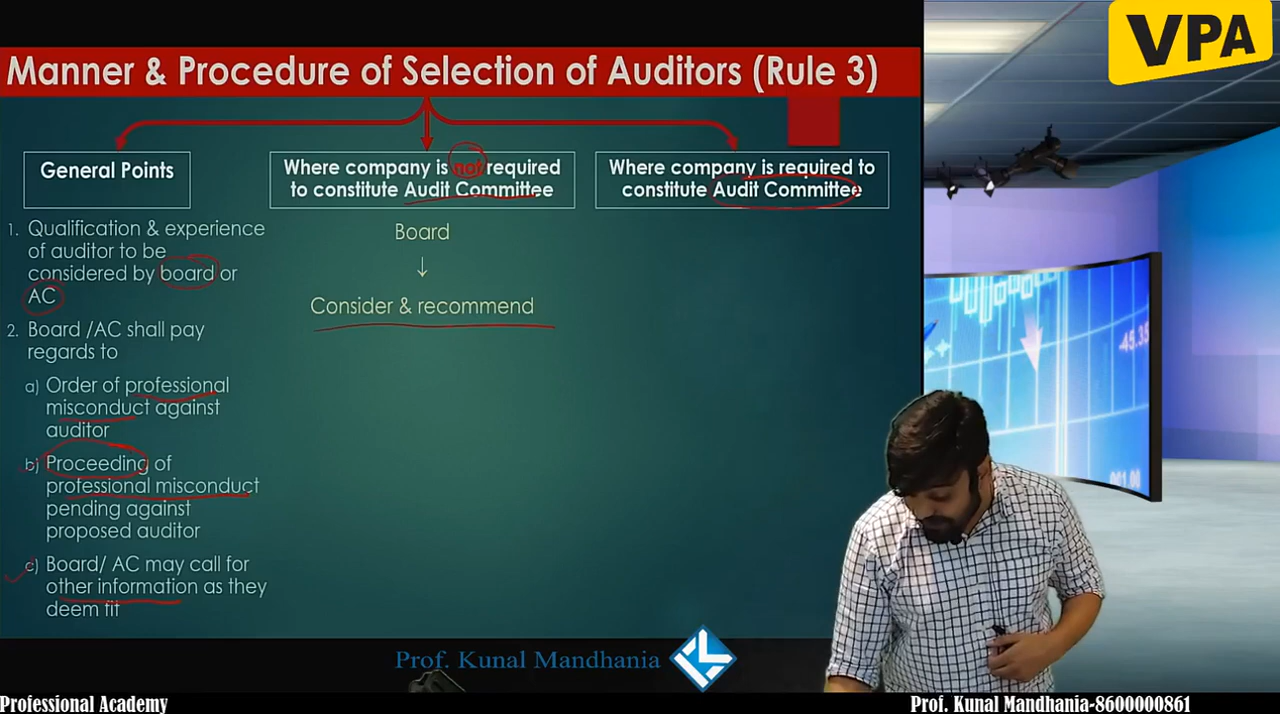 VPA
Manner & Procedure of Selection of Auditors (Rule 3)
General Points
1. Qualification & experience
of auditor to be
considered by board or
AC
2. Board /AC shall pay
regards to
a) Order of professional
misconduct against
auditor
b) Proceeding of
professional misconduct
pending against
proposed auditor
c) Board/ AC may call for
other information as they
deem fit
Where company is not required
to constitute Audit Committee
Board
↓
Consider & recommend
Where company is required to
constitute Audit Committee
-45.35
Prof. Kunal Mandhania
Professional Academy
Prof. Kunal Mandhania-8600000861